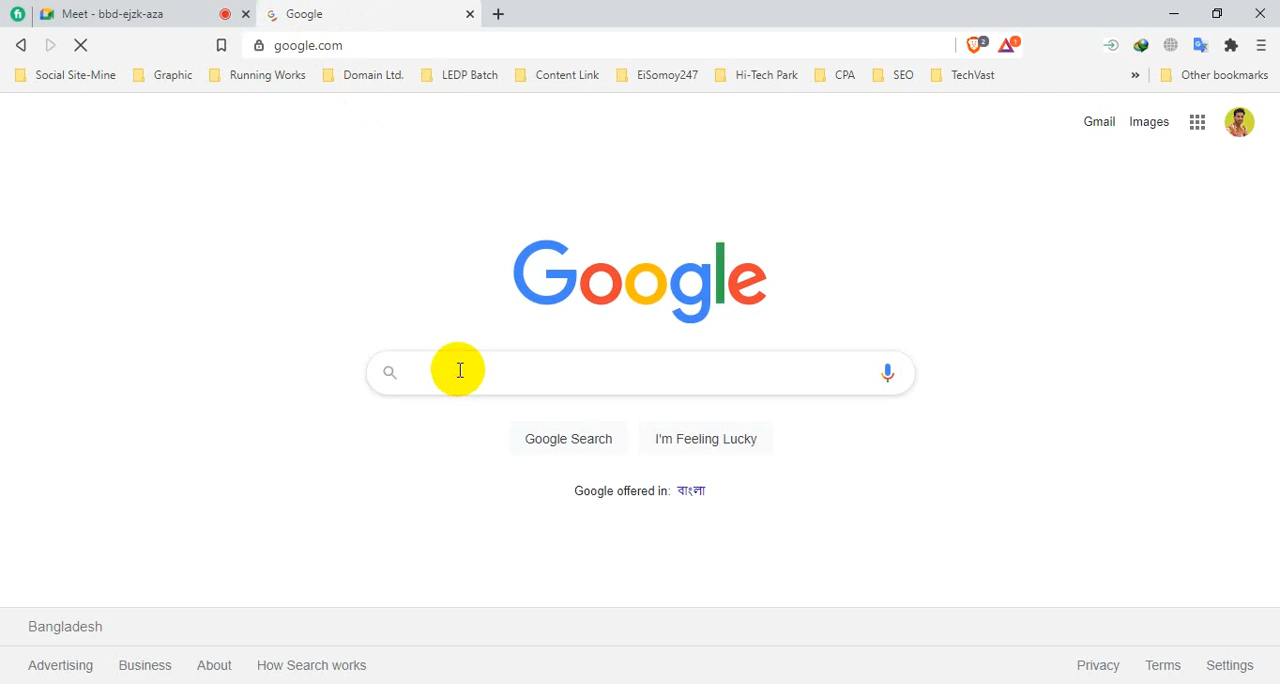 Meet - bbd-ejzk-aza
Google
google.com
2
1
Social Site-Mine
Graphic
Running Works
Domain Ltd.
LEDP Batch
Content Link
EiSomoy247
Hi-Tech Park
CPA
SEO
TechVast
»
Other bookmarks
Gmail Images
Google
Google Search
I'm Feeling Lucky
Google offered in: বাংলা
Bangladesh
Advertising Business About How Search works
Privacy Terms Settings